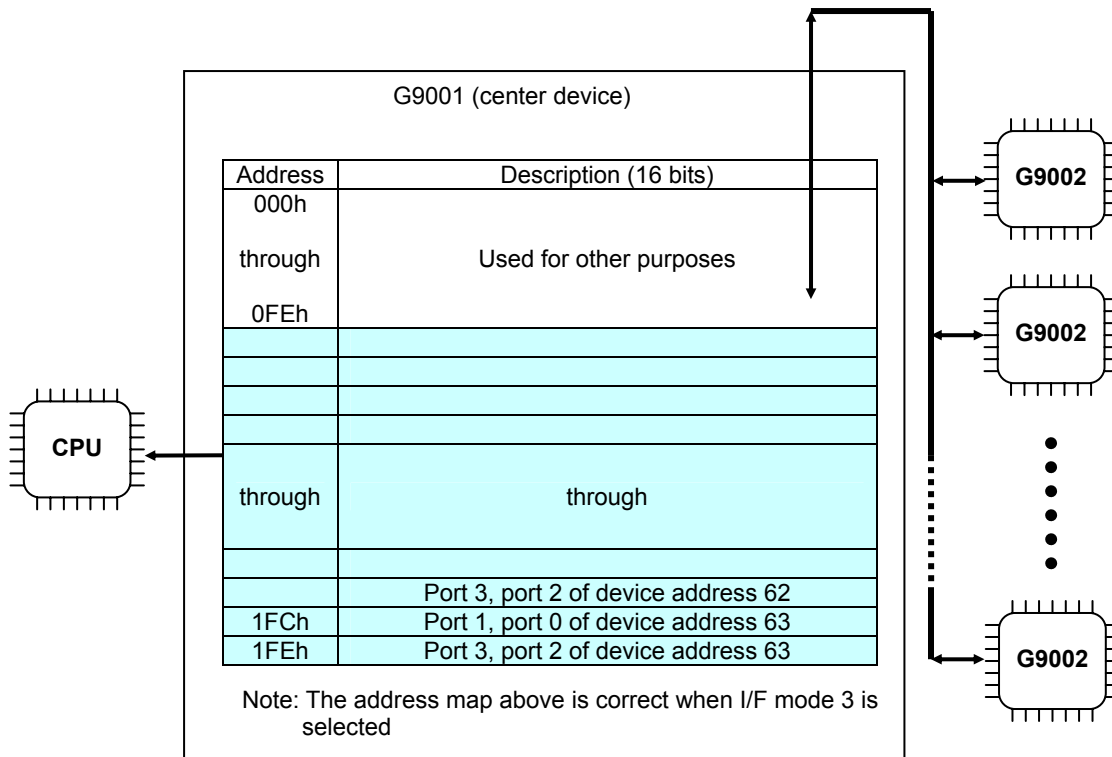 G9001 (center device)
Address Description (16 bits)
000h
through Used for other purposes
0FEh
through through
Port 3, port 2 of device address 62
1FCh Port 1, port 0 of device address 63
1FEh Port 3, port 2 of device address 63
Note: The address map above is correct when I/F mode 3 is
selected
CPU
G9002
G9002
G9002